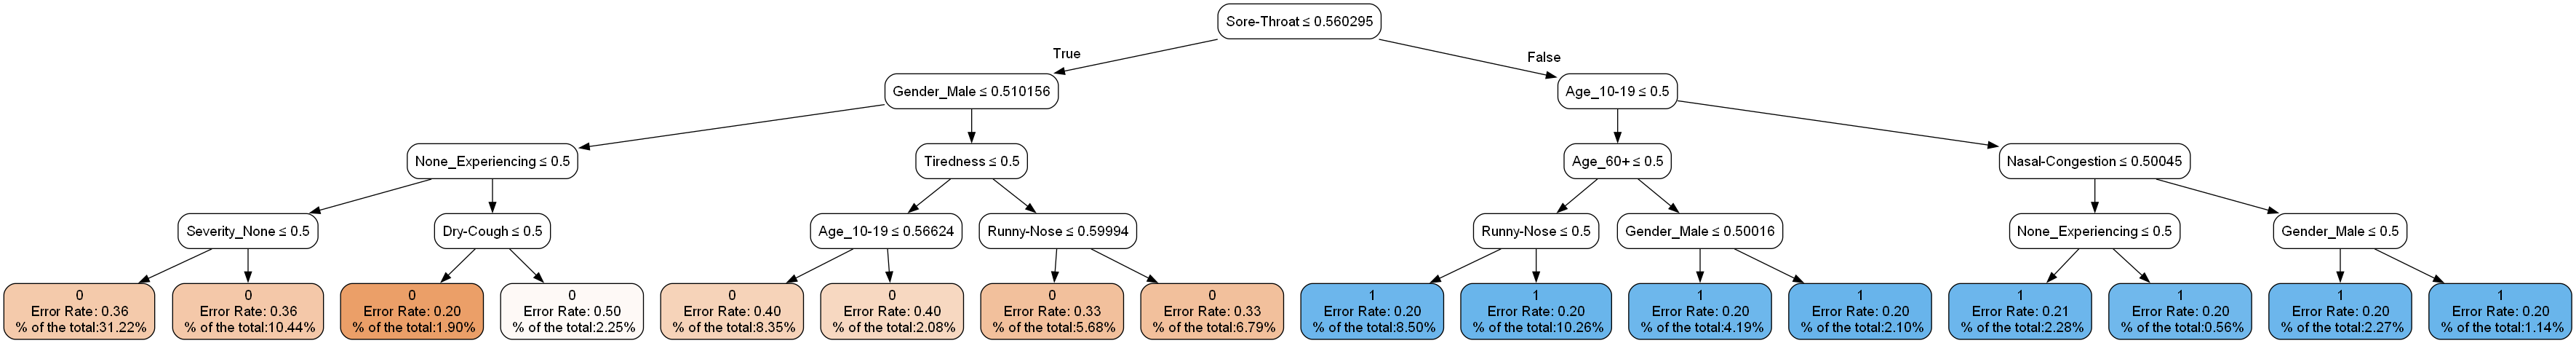 Sore-Throat ≤ 0.560295
True
False
Gender_Male ≤ 0.510156
Age_10-19 ≤ 0.5
None_Experiencing ≤ 0.5
Tiredness ≤ 0.5
Age_60+ ≤ 0.5
Nasal-Congestion ≤ 0.50045
Severity_None ≤ 0.5
Dry-Cough ≤ 0.5
Age_10-19 ≤ 0.56624
Runny-Nose ≤ 0.59994
Runny-Nose ≤ 0.5
Gender_Male ≤ 0.50016
None_Experiencing ≤ 0.5
Gender_Male ≤ 0.5
0
Error Rate: 0.36
% of the total:31.22%
0
Error Rate: 0.36
% of the total:10.44%
0
Error Rate: 0.20
% of the total:1.90%
0
Error Rate: 0.50
% of the total:2.25%
0
Error Rate: 0.40
% of the total:8.35%
0
Error Rate: 0.40
% of the total:2.08%
0
Error Rate: 0.33
% of the total:5.68%
0
Error Rate: 0.33
% of the total:6.79%
1
Error Rate: 0.20
% of the total:8.50%
1
Error Rate: 0.20
% of the total:10.26%
1
Error Rate: 0.20
% of the total:4.19%
1
Error Rate: 0.20
% of the total:2.10%
1
Error Rate: 0.21
% of the total:2.28%
1
Error Rate: 0.20
% of the total:0.56%
1
Error Rate: 0.20
% of the total:2.27%
1
Error Rate: 0.20
% of the total:1.14%